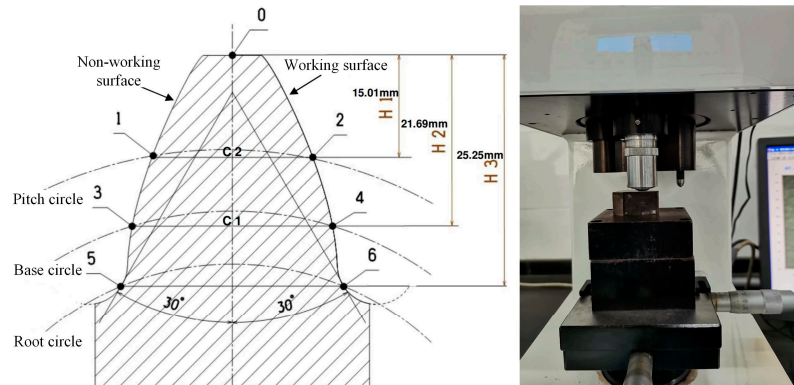 0
Non-working
surface
Working surface
15.01mm
H 1
21.69mm
H 2
25.25mm
H 3
1
2
C 2
Pitch circle
3
4
C 1
Base circle
5
6
30°
30°
Root circle